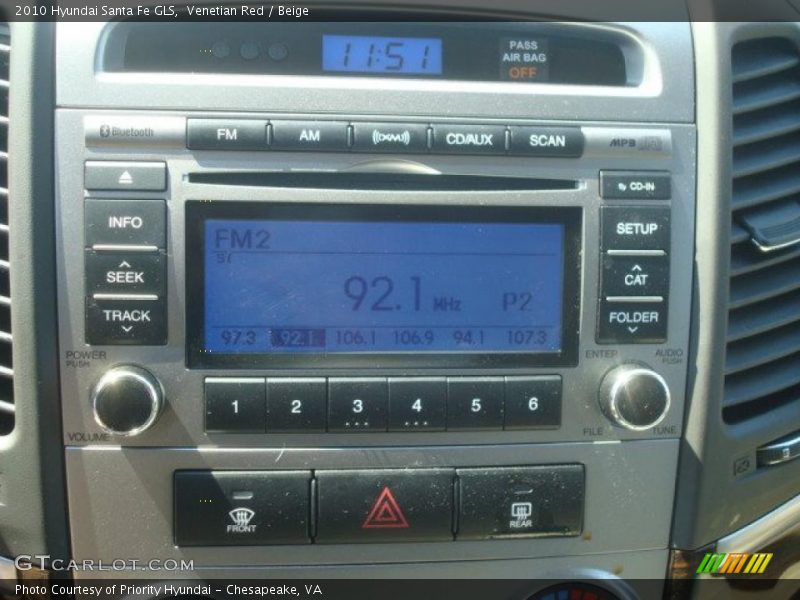 2010 Hyundai Santa Fe GLS, Venetian Red / Beige
11:51
PASS
AIR BAG
OFF
Bluetooth
FM AM XM CD/AUX SCAN
MP3
CD-IN
INFO
SEEK
TRACK
SETUP
CAT
FOLDER
FM2
ST
92.1 MHz P2
97.3 92.1 106.1 106.9 94.1 107.3
POWER
PUSH
VOLUME
ENTER
AUDIO
PUSH
FILE
TUNE
1 2 3 4 5 6
FRONT
REAR
GTCARLOT.COM
Photo Courtesy of Priority Hyundai - Chesapeake, VA